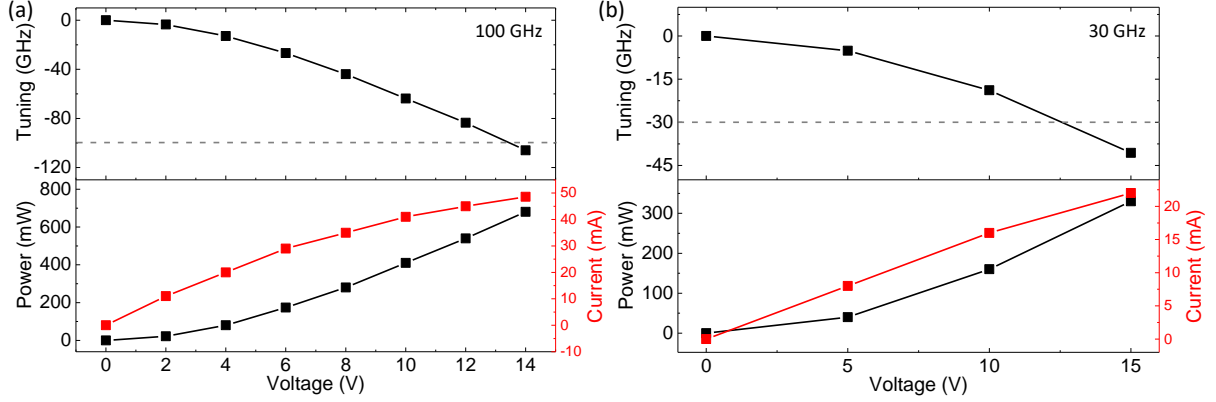 (a)
100 GHz
Tuning (GHz)
0
-40
-80
-120
Power (mW)
800
600
400
200
0
Current (mA)
50
40
30
20
10
0
-10
0 2 4 6 8 10 12 14
Voltage (V)
(b)
30 GHz
Tuning (GHz)
0
-15
-30
-45
Power (mW)
300
200
100
0
Current (mA)
20
15
10
5
0
0 5 10 15
Voltage (V)